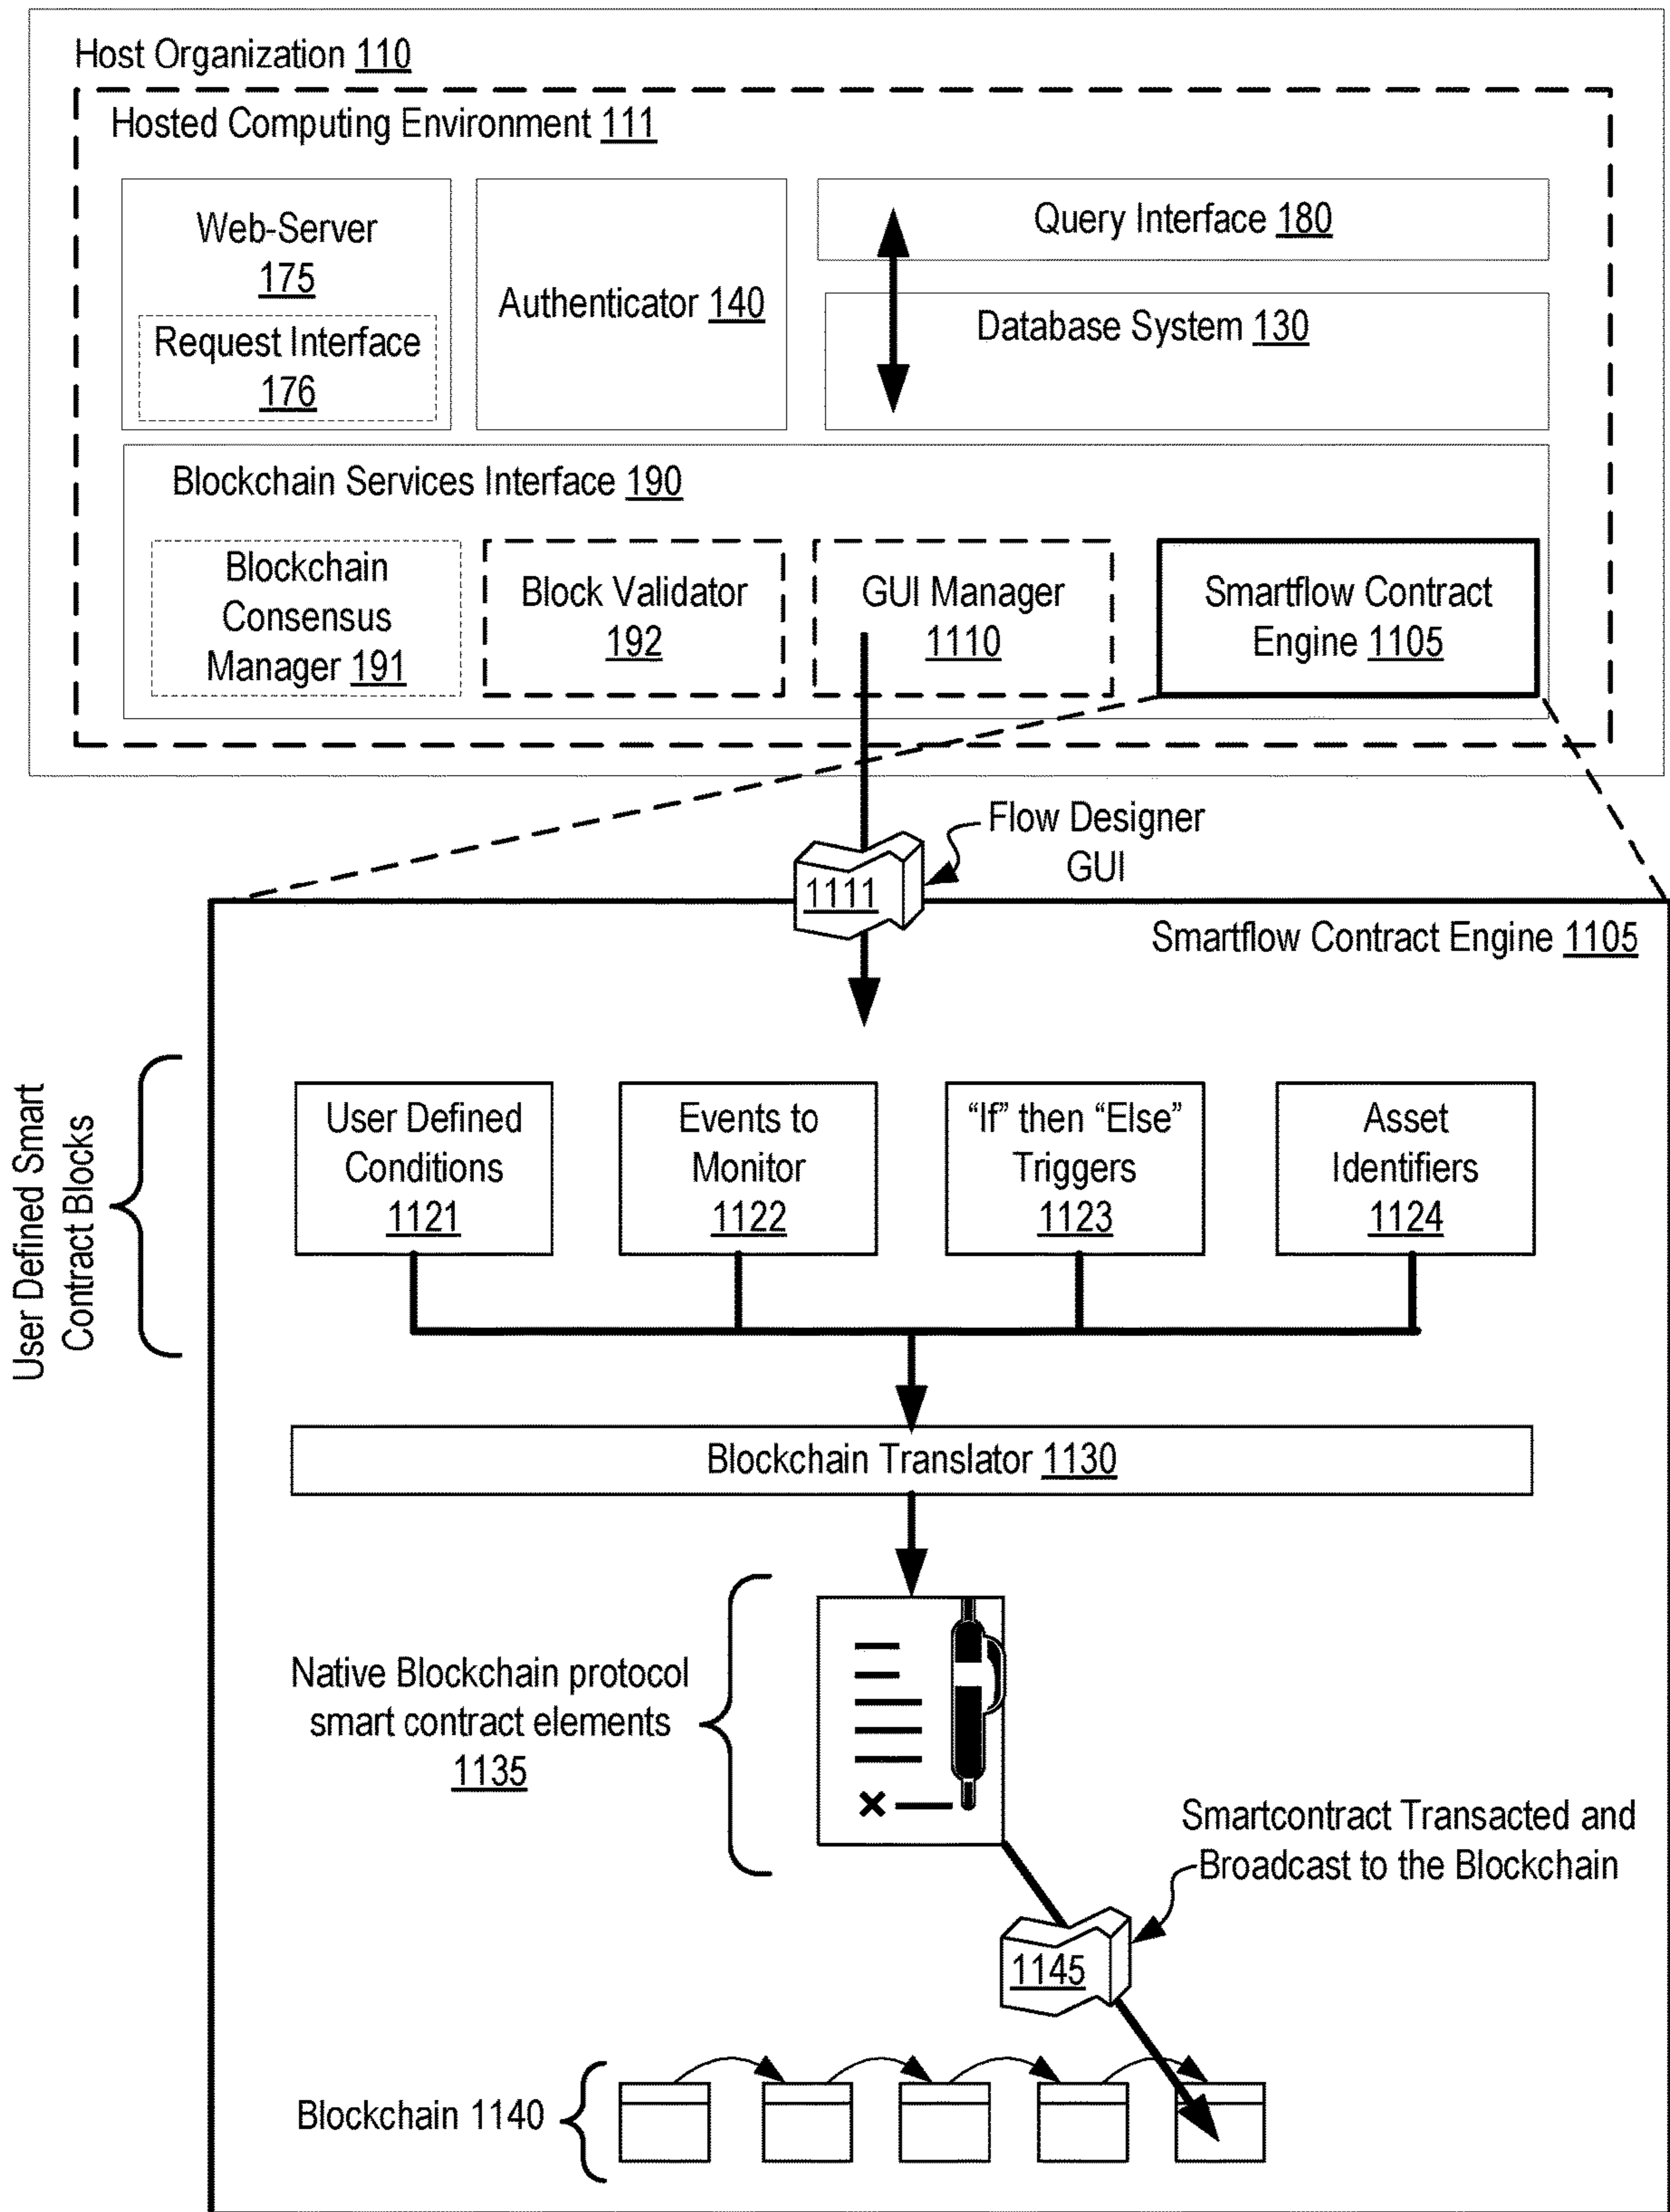 Host Organization 110
Hosted Computing Environment 111
Web-Server
175
Request Interface
176
Authenticator 140
Query Interface 180
Database System 130
Blockchain Services Interface 190
Blockchain
Consensus
Manager 191
Block Validator
192
GUI Manager
1110
Smartflow Contract
Engine 1105
Flow Designer
GUI
1111
Smartflow Contract Engine 1105
User Defined Smart
Contract Blocks
User Defined
Conditions
1121
Events to
Monitor
1122
“If” then “Else”
Triggers
1123
Asset
Identifiers
1124
Blockchain Translator 1130
Native Blockchain protocol
smart contract elements
1135
Smartcontract Transacted and
Broadcast to the Blockchain
1145
Blockchain 1140